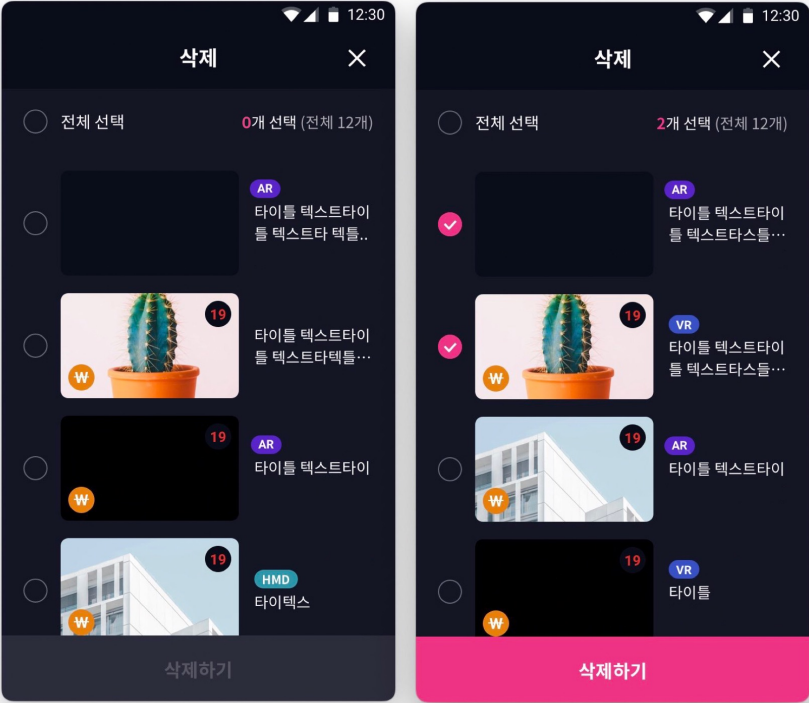 12:30
삭제
전체 선택
0개 선택 (전체 12개)
AR
타이틀 텍스트타이
틀 텍스트타 텍틀..
19
₩
타이틀 텍스트타이
틀 텍스트타텍틀…
19
₩
AR
타이틀 텍스트타이
19
₩
HMD
타이텍스
삭제하기
12:30
삭제
전체 선택
2개 선택 (전체 12개)
AR
타이틀 텍스트타이
틀 텍스트타스틀…
19
₩
VR
타이틀 텍스트타이
틀 텍스트타스들…
19
₩
AR
타이틀 텍스트타이
19
₩
VR
타이틀
삭제하기